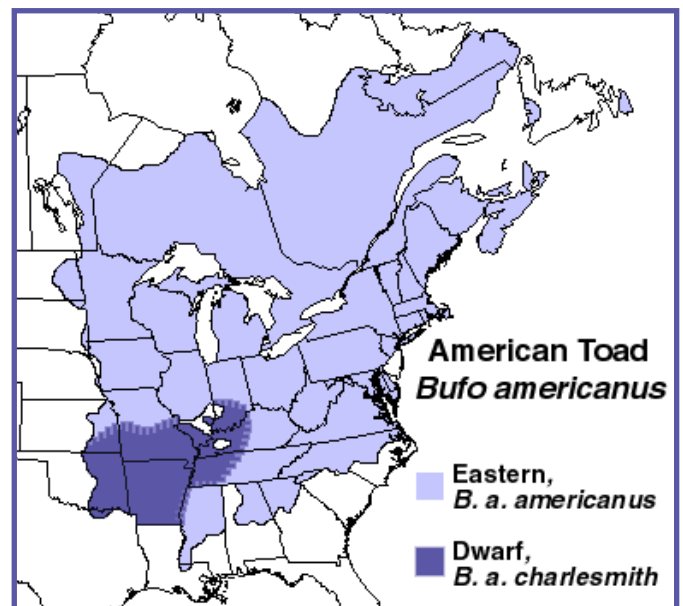 American Toad
Bufo americanus
Eastern,
B. a. americanus
Dwarf,
B. a. charlesmith